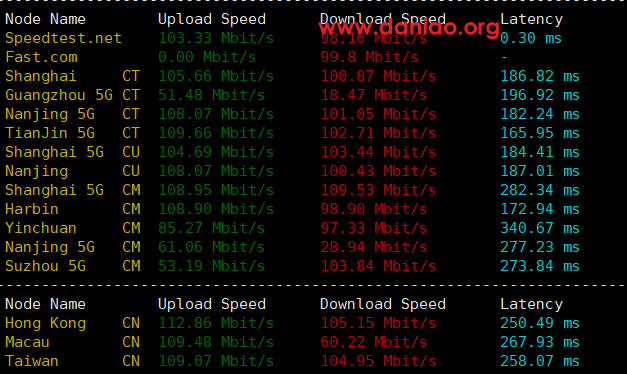 Node Name Upload Speed Download Speed Latency
www.daniao.org
Speedtest.net 103.33 Mbit/s 98.16 Mbit/s 0.30 ms
Fast.com 0.00 Mbit/s 99.8 Mbit/s -
Shanghai CT 105.66 Mbit/s 100.87 Mbit/s 186.82 ms
Guangzhou 5G CT 51.48 Mbit/s 18.47 Mbit/s 196.92 ms
Nanjing 5G CT 108.07 Mbit/s 101.05 Mbit/s 182.24 ms
TianJin 5G CT 109.66 Mbit/s 102.71 Mbit/s 165.95 ms
Shanghai 5G CU 104.69 Mbit/s 103.44 Mbit/s 184.41 ms
Nanjing CU 108.07 Mbit/s 100.43 Mbit/s 187.01 ms
Shanghai 5G CM 108.95 Mbit/s 109.53 Mbit/s 282.34 ms
Harbin CM 108.90 Mbit/s 98.90 Mbit/s 172.94 ms
Yinchuan CM 85.27 Mbit/s 97.33 Mbit/s 340.67 ms
Nanjing 5G CM 61.06 Mbit/s 28.94 Mbit/s 277.23 ms
Suzhou 5G CM 53.19 Mbit/s 103.84 Mbit/s 273.84 ms
Node Name Upload Speed Download Speed Latency
Hong Kong CN 112.86 Mbit/s 105.15 Mbit/s 250.49 ms
Macau CN 109.48 Mbit/s 60.22 Mbit/s 267.93 ms
Taiwan CN 109.07 Mbit/s 104.95 Mbit/s 258.07 ms